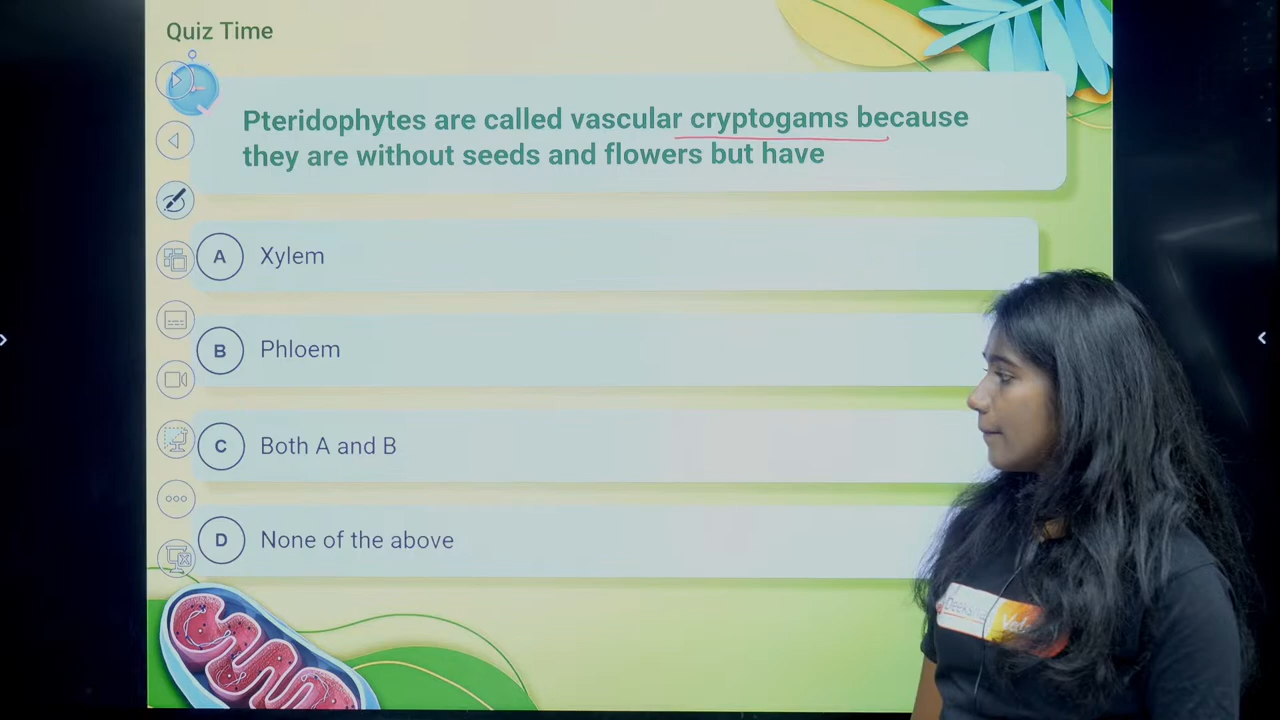 Quiz Time
Pteridophytes are called vascular cryptogams because
they are without seeds and flowers but have
A Xylem
B Phloem
C Both A and B
D None of the above